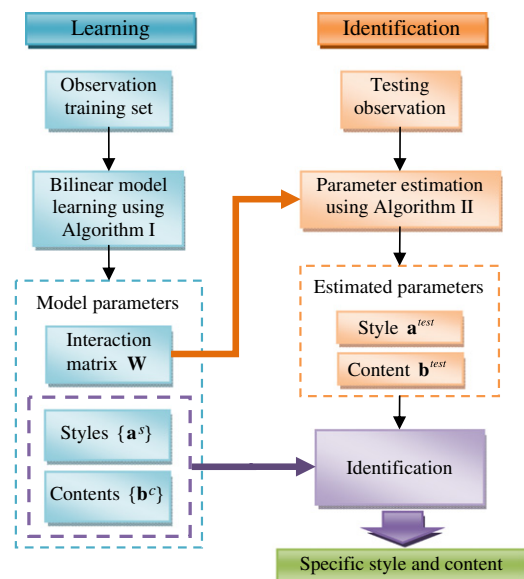 Learning
Observation
training set
Bilinear model
learning using
Algorithm I
Model parameters
Interaction
matrix W
Styles {a^s}
Contents {b^c}
Identification
Testing
observation
Parameter estimation
using Algorithm II
Estimated parameters
Style a^test
Content b^test
Identification
Specific style and content